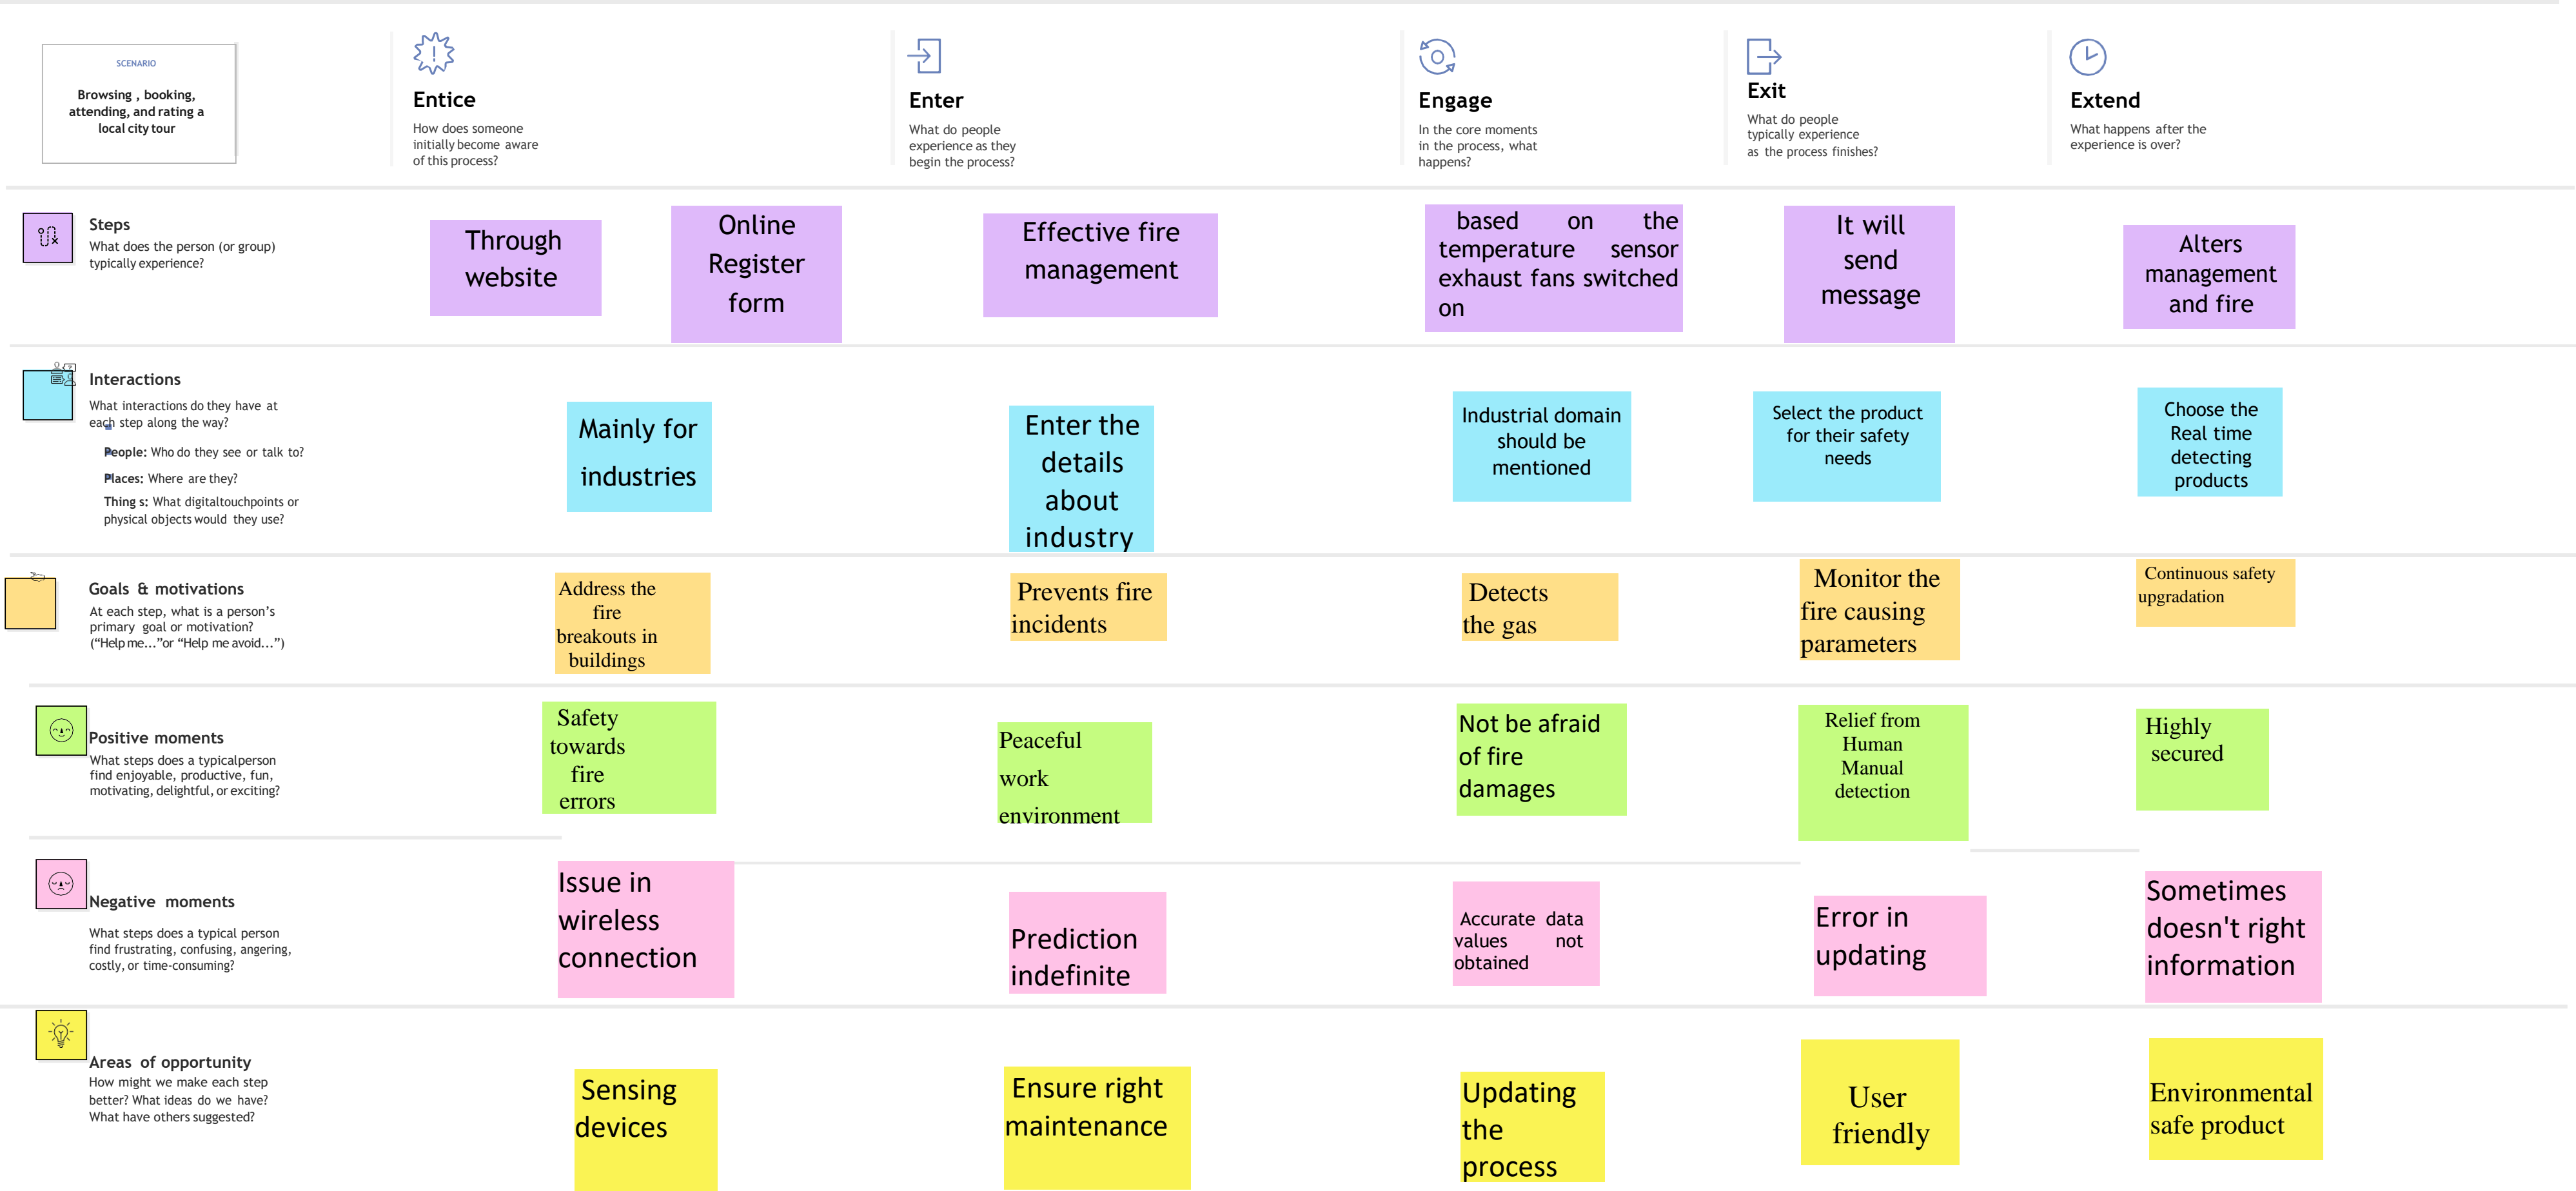 SCENARIO
Browsing , booking,
attending, and rating a
local city tour
Entice
How does someone
initially become aware
of this process?
Enter
What do people
experience as they
begin the process?
Engage
In the core moments
in the process, what
happens?
Exit
What do people
typically experience
as the process finishes?
Extend
What happens after the
experience is over?
Steps
What does the person (or group)
typically experience?
Through
website
Online
Register
form
Effective fire
management
based on the
temperature sensor
exhaust fans switched
on
It will
send
message
Alters
management
and fire
Interactions
What interactions do they have at
each step along the way?
People: Who do they see or talk to?
Places: Where are they?
Thing s: What digitaltouchpoints or
physical objects would they use?
Mainly for
industries
Enter the
details
about
industry
Industrial domain
should be
mentioned
Select the product
for their safety
needs
Choose the
Real time
detecting
products
Goals & motivations
At each step, what is a person’s
primary goal or motivation?
(“Help me...”or “Help me avoid...”)
Address the
fire
breakouts in
buildings
Prevents fire
incidents
Detects
the gas
Monitor the
fire causing
parameters
Continuous safety
upgradation
Positive moments
What steps does a typicalperson
find enjoyable, productive, fun,
motivating, delightful, or exciting?
Safety
towards
fire
errors
Peaceful
work
environment
Not be afraid
of fire
damages
Relief from
Human
Manual
detection
Highly
secured
Negative moments
What steps does a typical person
find frustrating, confusing, angering,
costly, or time-consuming?
Issue in
wireless
connection
Prediction
indefinite
Accurate data
values not
obtained
Error in
updating
Sometimes
doesn't right
information
Areas of opportunity
How might we make each step
better? What ideas do we have?
What have others suggested?
Sensing
devices
Ensure right
maintenance
Updating
the
process
User
friendly
Environmental
safe product